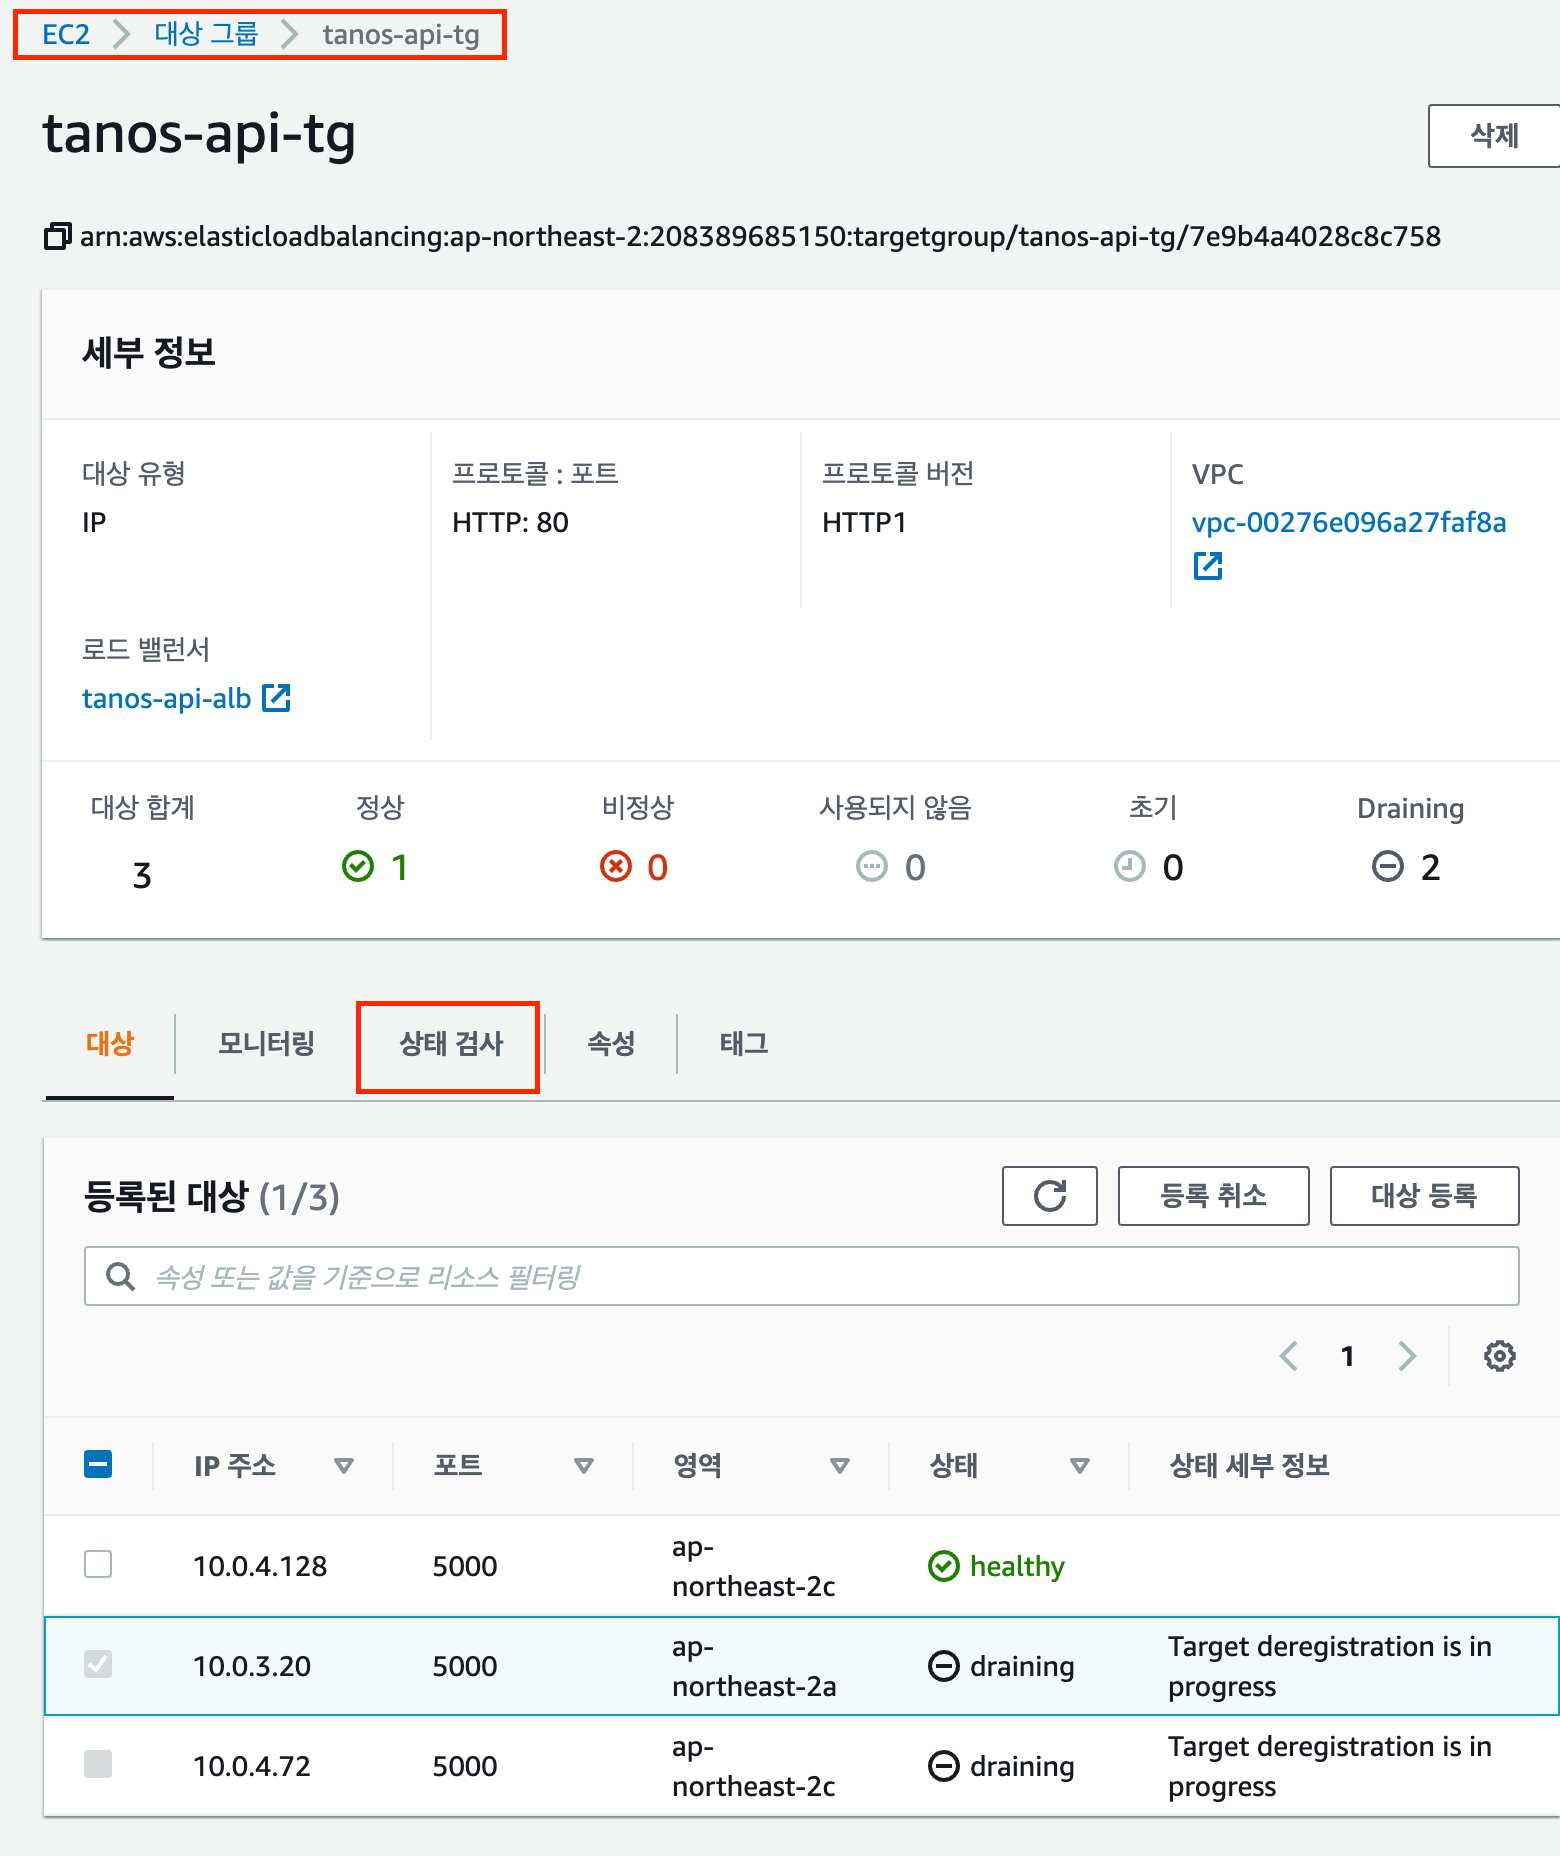 EC2 > 대상 그룹 > tanos-api-tg
tanos-api-tg
삭제
arn:aws:elasticloadbalancing:ap-northeast-2:208389685150:targetgroup/tanos-api-tg/7e9b4a4028c8c758
세부 정보
대상 유형
IP
프로토콜 : 포트
HTTP: 80
프로토콜 버전
HTTP1
VPC
vpc-00276e096a27faf8a
로드 밸런서
tanos-api-alb
대상 합계
3
정상
1
비정상
0
사용되지 않음
0
초기
0
Draining
2
대상 모니터링 상태 검사 속성 태그
등록된 대상 (1/3)
등록 취소
대상 등록
속성 또는 값을 기준으로 리소스 필터링
1
IP 주소 포트 영역 상태 상태 세부 정보
10.0.4.128 5000 ap-
northeast-2c healthy
10.0.3.20 5000 ap-
northeast-2a draining Target deregistration is in
progress
10.0.4.72 5000 ap-
northeast-2c draining Target deregistration is in
progress